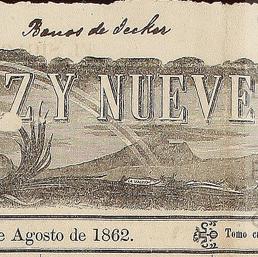 Bonos de Jecker
Z Y NUEVE
e Agosto de 1862.
Tomo c